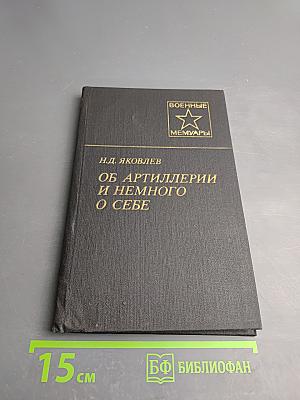 ВОЕННЫЕ
МЕМУАРЫ
Н.Д. ЯКОВЛЕВ
ОБ АРТИЛЛЕРИИ
И НЕМНОГО
О СЕБЕ
15 см
БФ БИБЛИОФАН